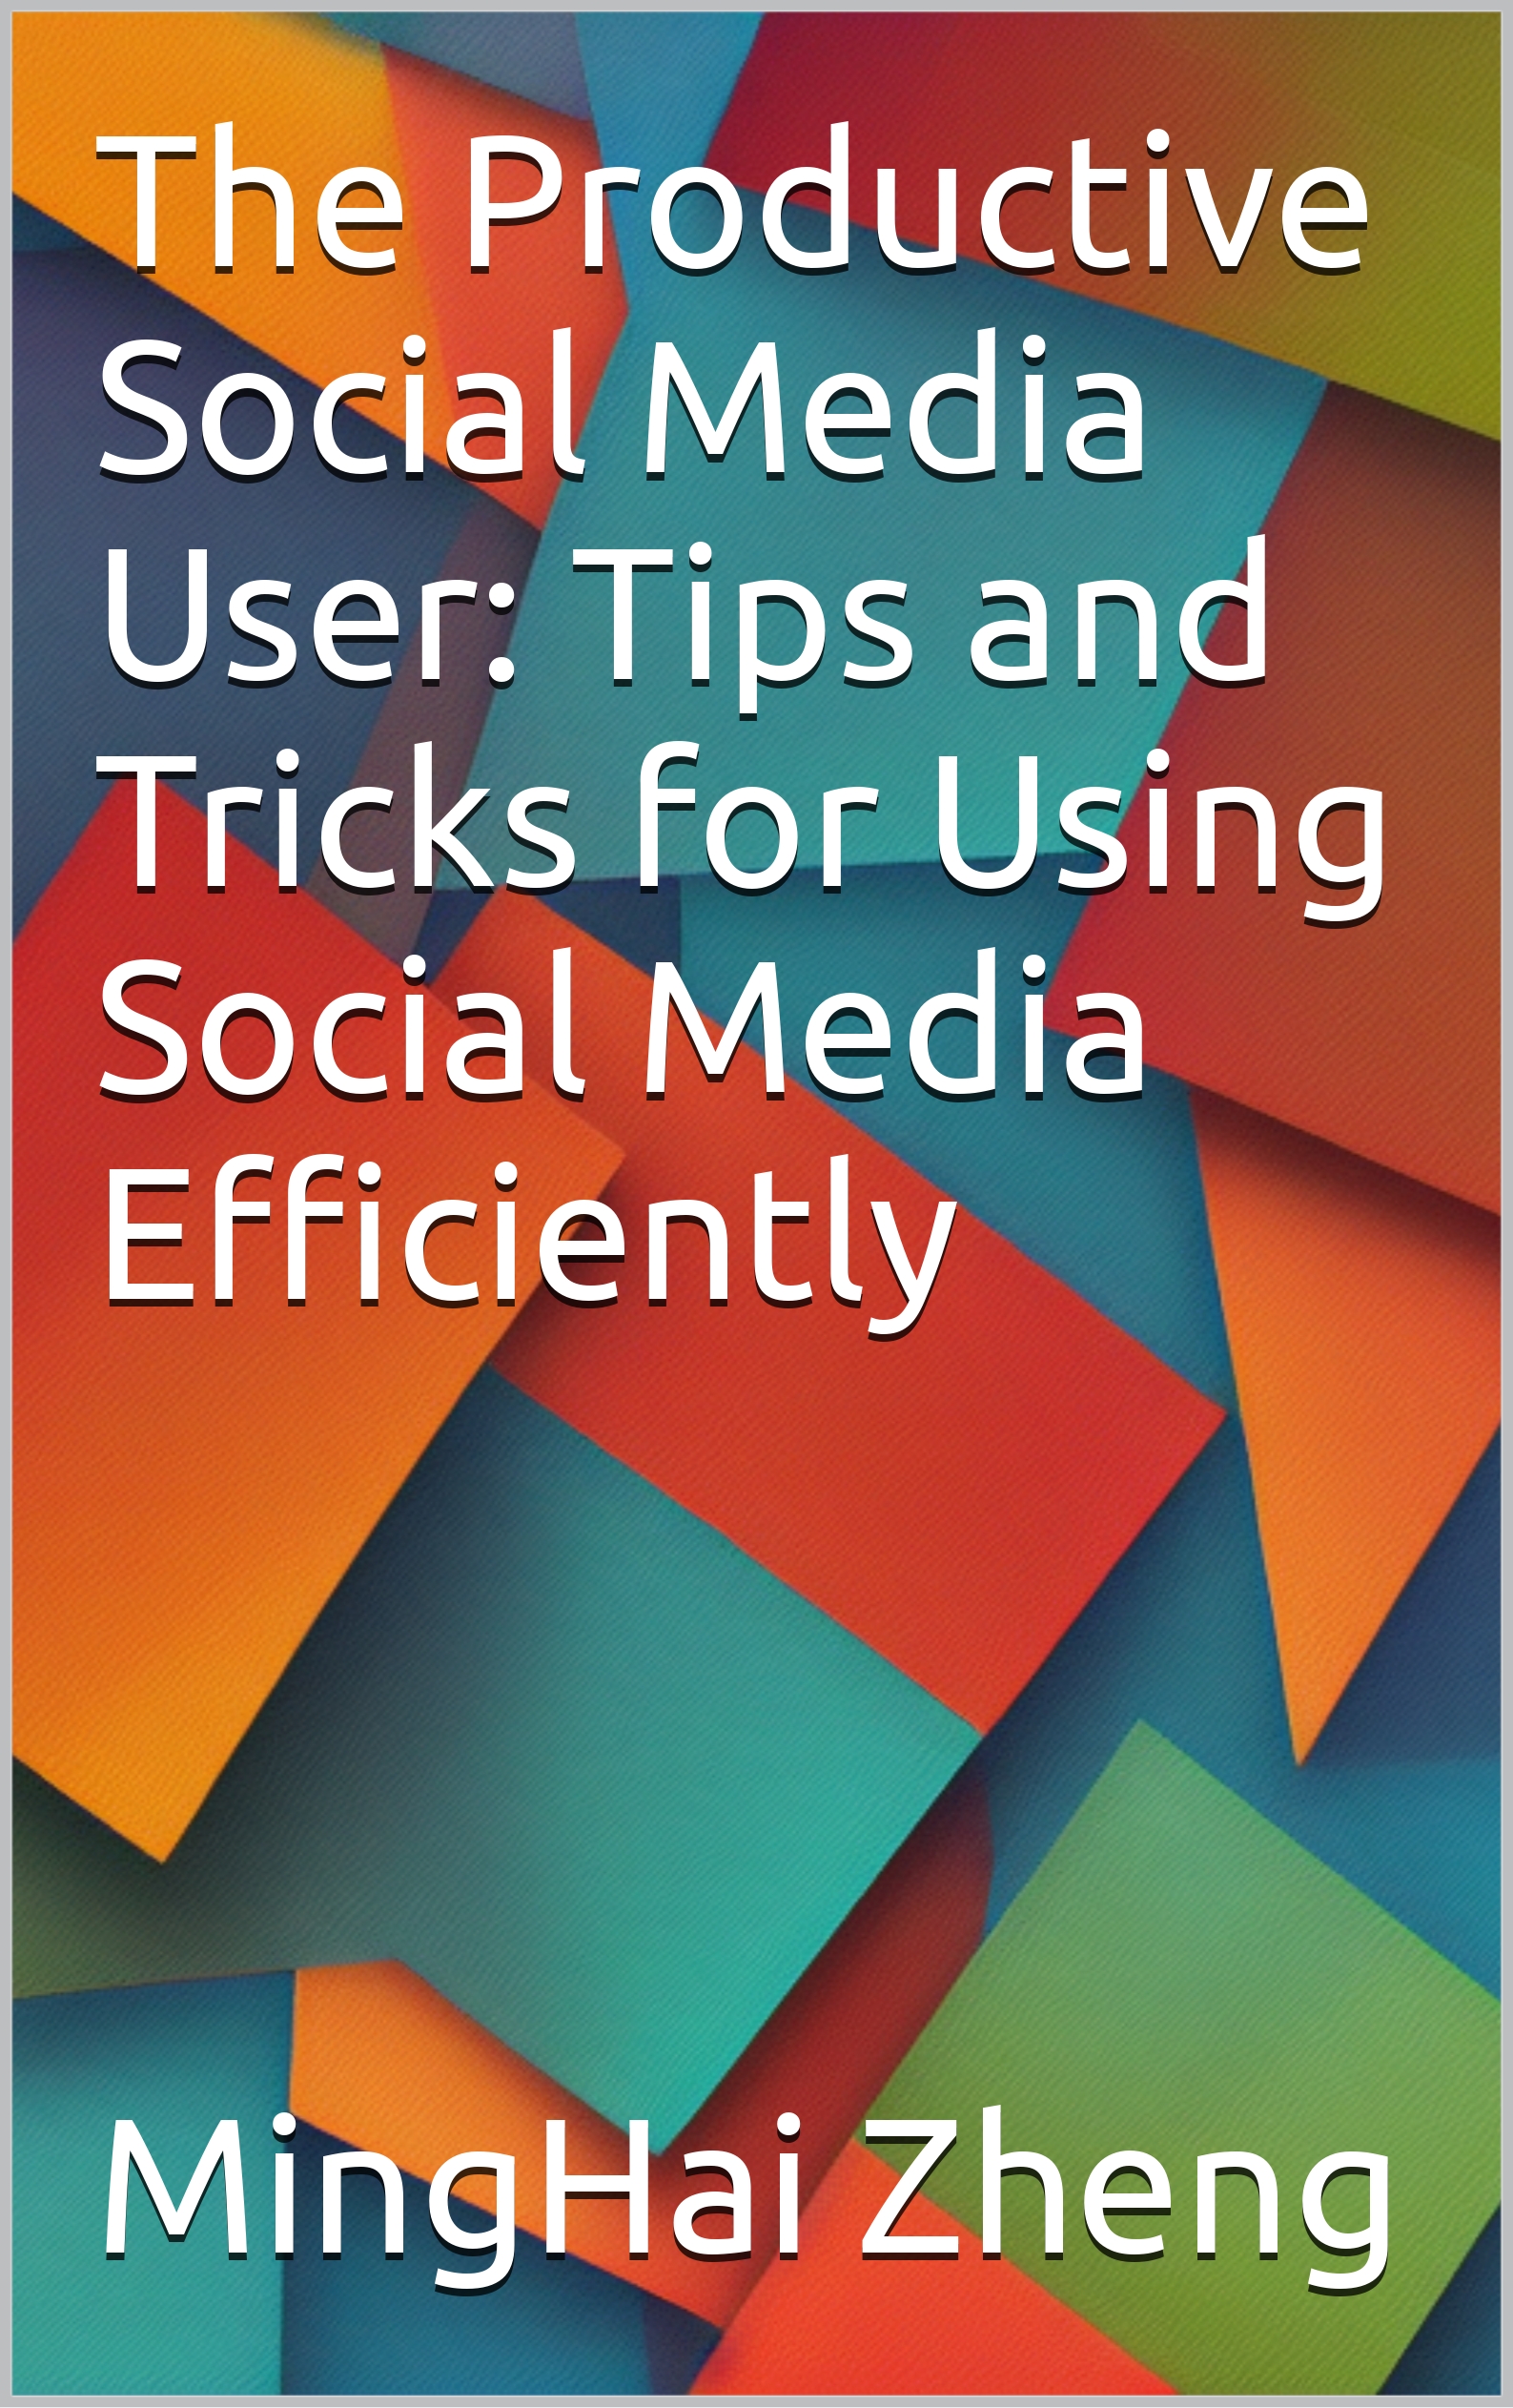 The Productive
Social Media
User: Tips and
Tricks for Using
Social Media
Efficiently
MingHai Zheng